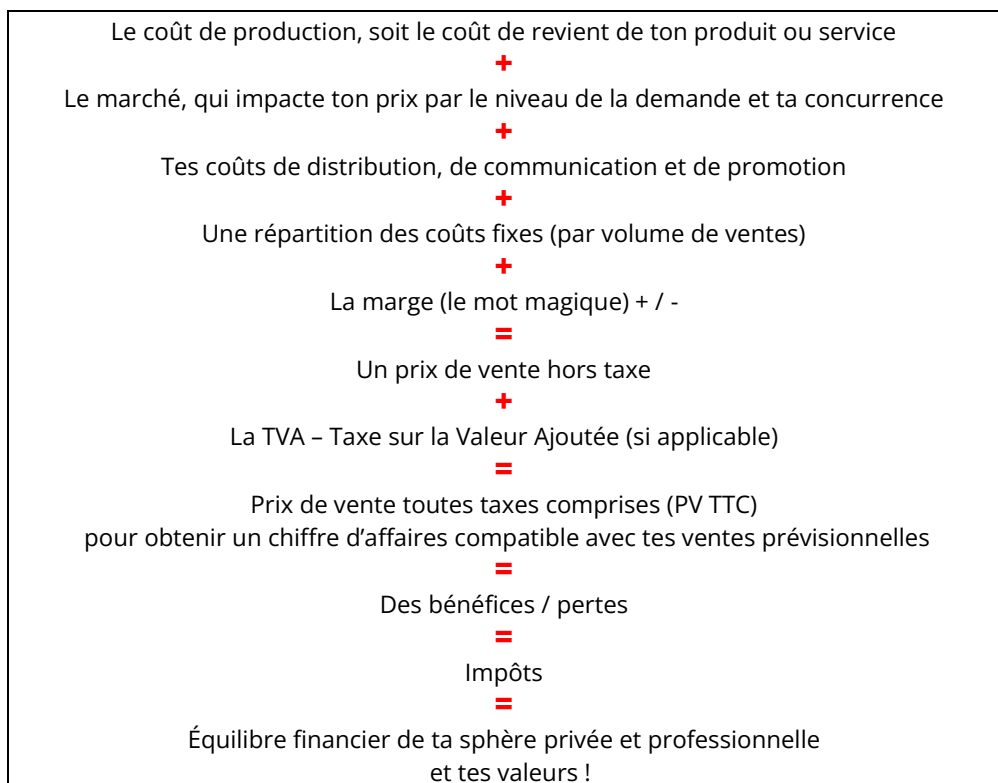 Le coût de production, soit le coût de revient de ton produit ou service
+
Le marché, qui impacte ton prix par le niveau de la demande et ta concurrence
+
Tes coûts de distribution, de communication et de promotion
+
Une répartition des coûts fixes (par volume de ventes)
+
La marge (le mot magique) + / -
=
Un prix de vente hors taxe
+
La TVA – Taxe sur la Valeur Ajoutée (si applicable)
=
Prix de vente toutes taxes comprises (PV TTC)
pour obtenir un chiffre d’affaires compatible avec tes ventes prévisionnelles
=
Des bénéfices / pertes
=
Impôts
=
Équilibre financier de ta sphère privée et professionnelle
et tes valeurs !